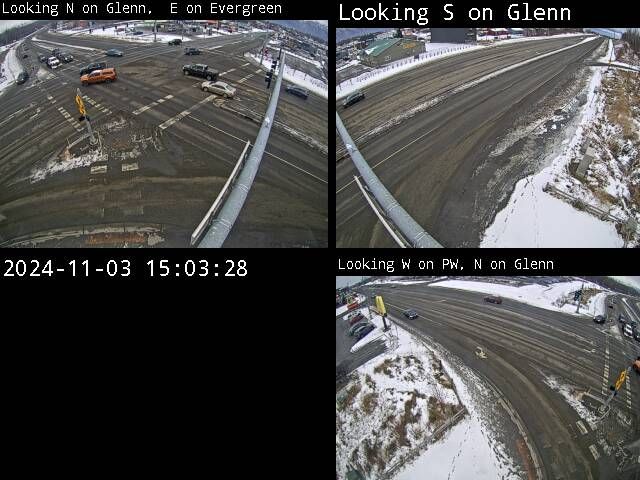 Looking N on Glenn,  E on Evergreen
Looking S on Glenn
2024-11-03 15:03:28
Looking W on PW, N on Glenn